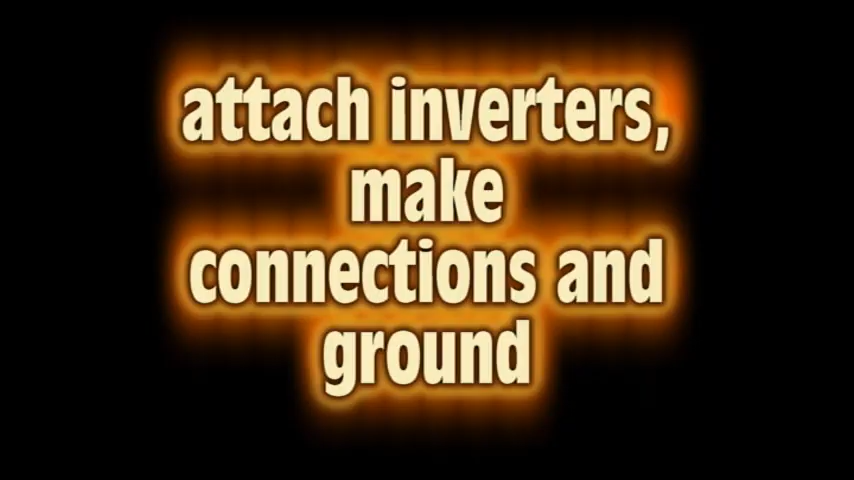 attach inverters,
make
connections and
ground